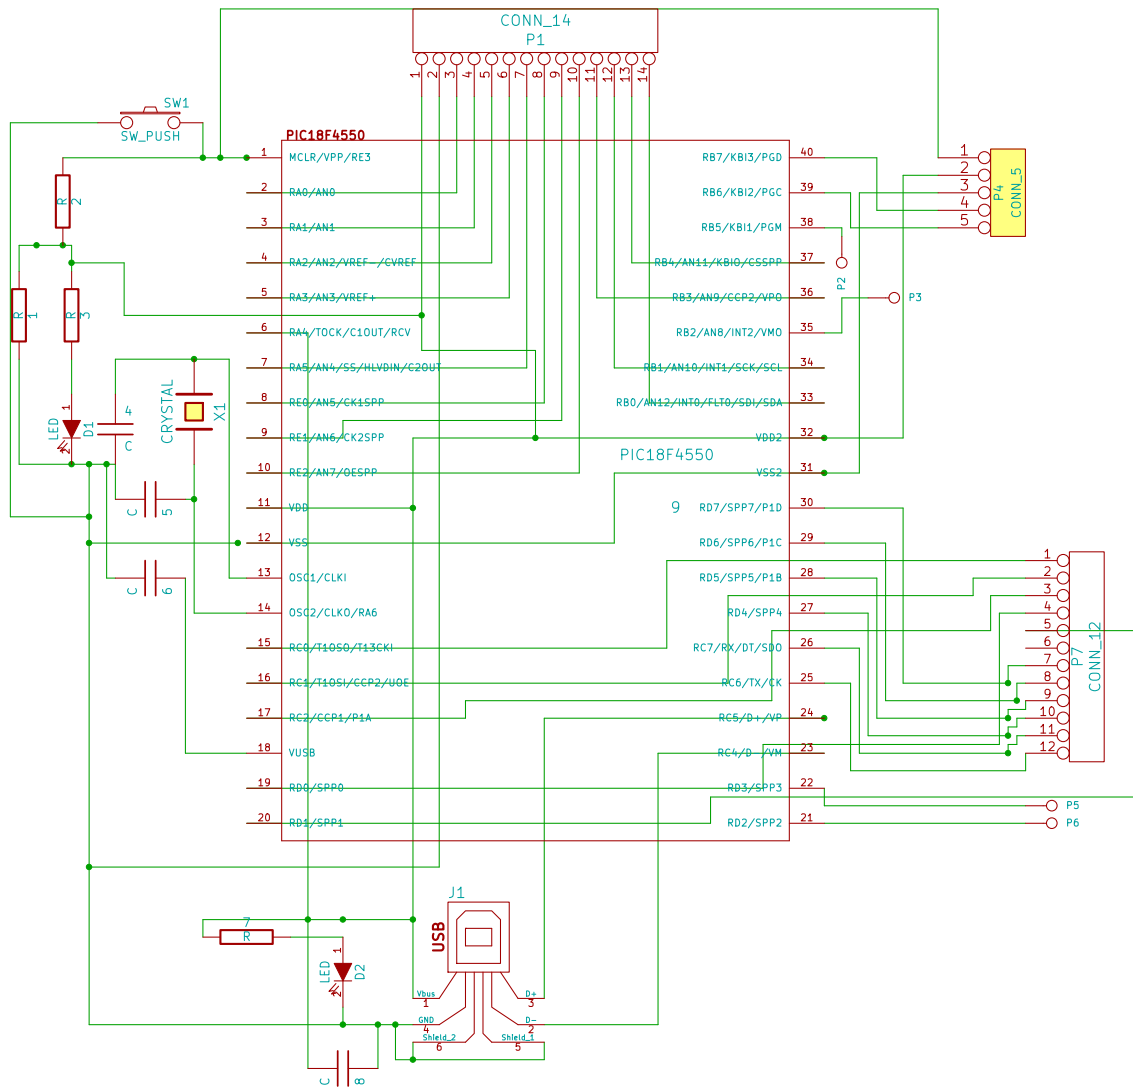 CONN_14
P1
1 2 3 4 5 6 7 8 9 10 11 12 13 14
SW1
SW_PUSH
PIC18F4550
1 MCLR/VPP/RE3
2 RA0/AN0
3 RA1/AN1
4 RA2/AN2/VREF-/CVREF
5 RA3/AN3/VREF+
6 RA4/TOCK/C1OUT/RCV
7 RA5/AN4/SS/HLVDIN/C2OUT
8 RE0/AN5/CK1SPP
9 RE1/AN6/CK2SPP
10 RE2/AN7/OESPP
11 VDD
12 VSS
13 OSC1/CLKI
14 OSC2/CLKO/RA6
15 RC0/T1OSO/T13CKI
16 RC1/T1OSI/CCP2/UOE
17 RC2/CCP1/P1A
18 VUSB
19 RD0/SPP0
20 RD1/SPP1
RB7/KBI3/PGD 40
RB6/KBI2/PGC 39
RB5/KBI1/PGM 38
RB4/AN11/KBI0/CSSPP 37
RB3/AN9/CCP2/VPO 36
RB2/AN8/INT2/VMO 35
RB1/AN10/INT1/SCK/SCL 34
RB0/AN12/INT0/FLT0/SDI/SDA 33
VDD2 32
PIC18F4550
VSS2 31
9
RD7/SPP7/P1D 30
RD6/SPP6/P1C 29
RD5/SPP5/P1B 28
RD4/SPP4 27
RC7/RX/DT/SDO 26
RC6/TX/CK 25
RC5/D+/VP 24
RC4/D-/VM 23
RD3/SPP3 22
RD2/SPP2 21
1
2
3
4
5
P4
CONN_5
P2
P3
R 2
R 1
R 3
1
LED
D1
2
4
C
CRYSTAL
X1
C 5
C 6
1
2
3
4
5
6
7
8
9
10
11
12
P7
CONN_12
P5
P6
7
R
1
LED
D2
2
C 8
J1
USB
Vbus
1
D+
3
GND
4
D-
2
Shield_2
6
Shield_1
5